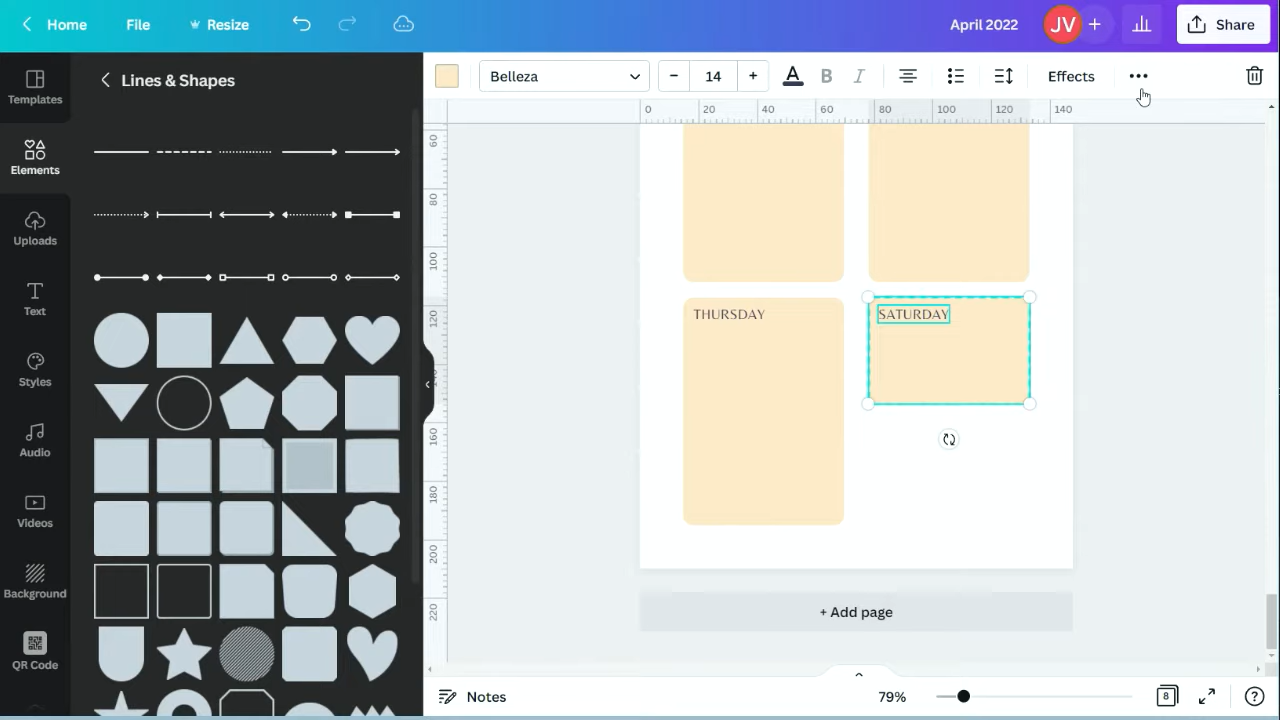 Home
File
Resize
April 2022
JV
+
Share
Templates
Elements
Uploads
Text
Styles
Audio
Videos
Background
QR Code
Lines & Shapes
Belleza
− 14 +
A
B
I
Effects
0 20 40 60 80 100 120 140
60
80
100
120
140
160
180
200
220
THURSDAY
SATURDAY
+ Add page
Notes
79%
8
?